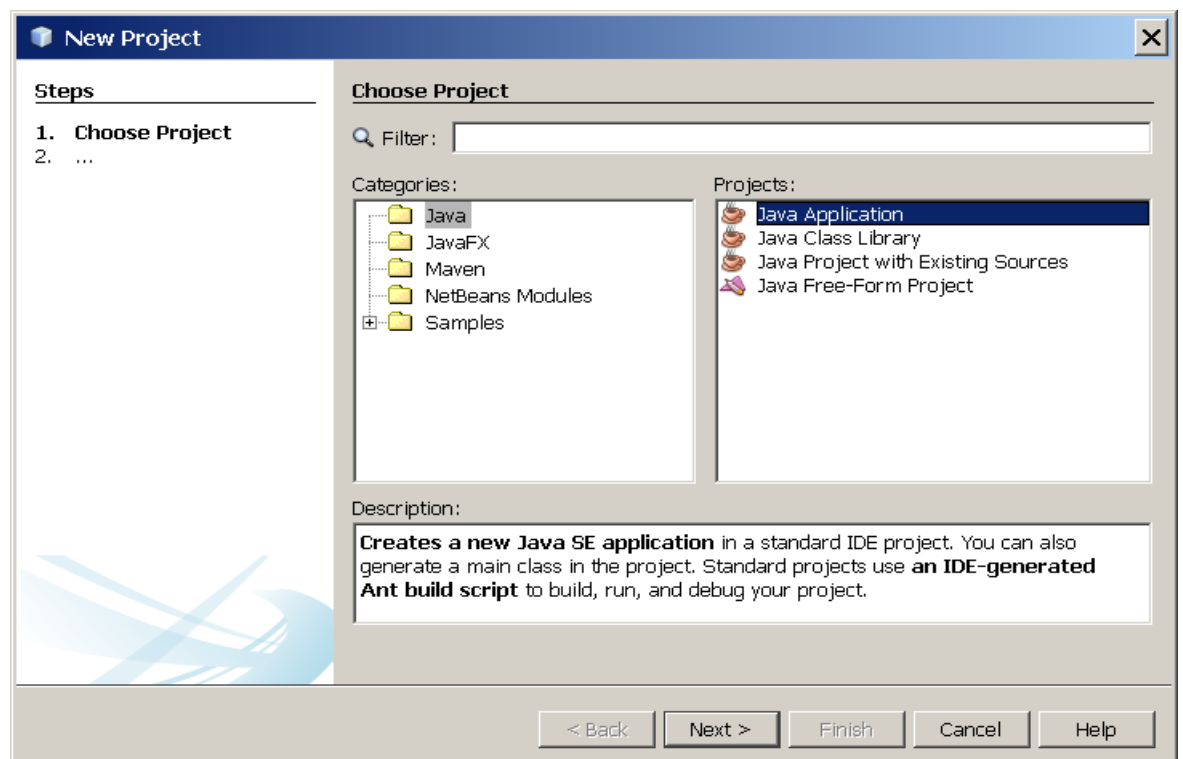 New Project
Steps
1. Choose Project
2. ...
Choose Project
Filter:
Categories:
Java
JavaFX
Maven
NetBeans Modules
Samples
Projects:
Java Application
Java Class Library
Java Project with Existing Sources
Java Free-Form Project
Description:
Creates a new Java SE application in a standard IDE project. You can also
generate a main class in the project. Standard projects use an IDE-generated
Ant build script to build, run, and debug your project.
< Back Next > Finish Cancel Help